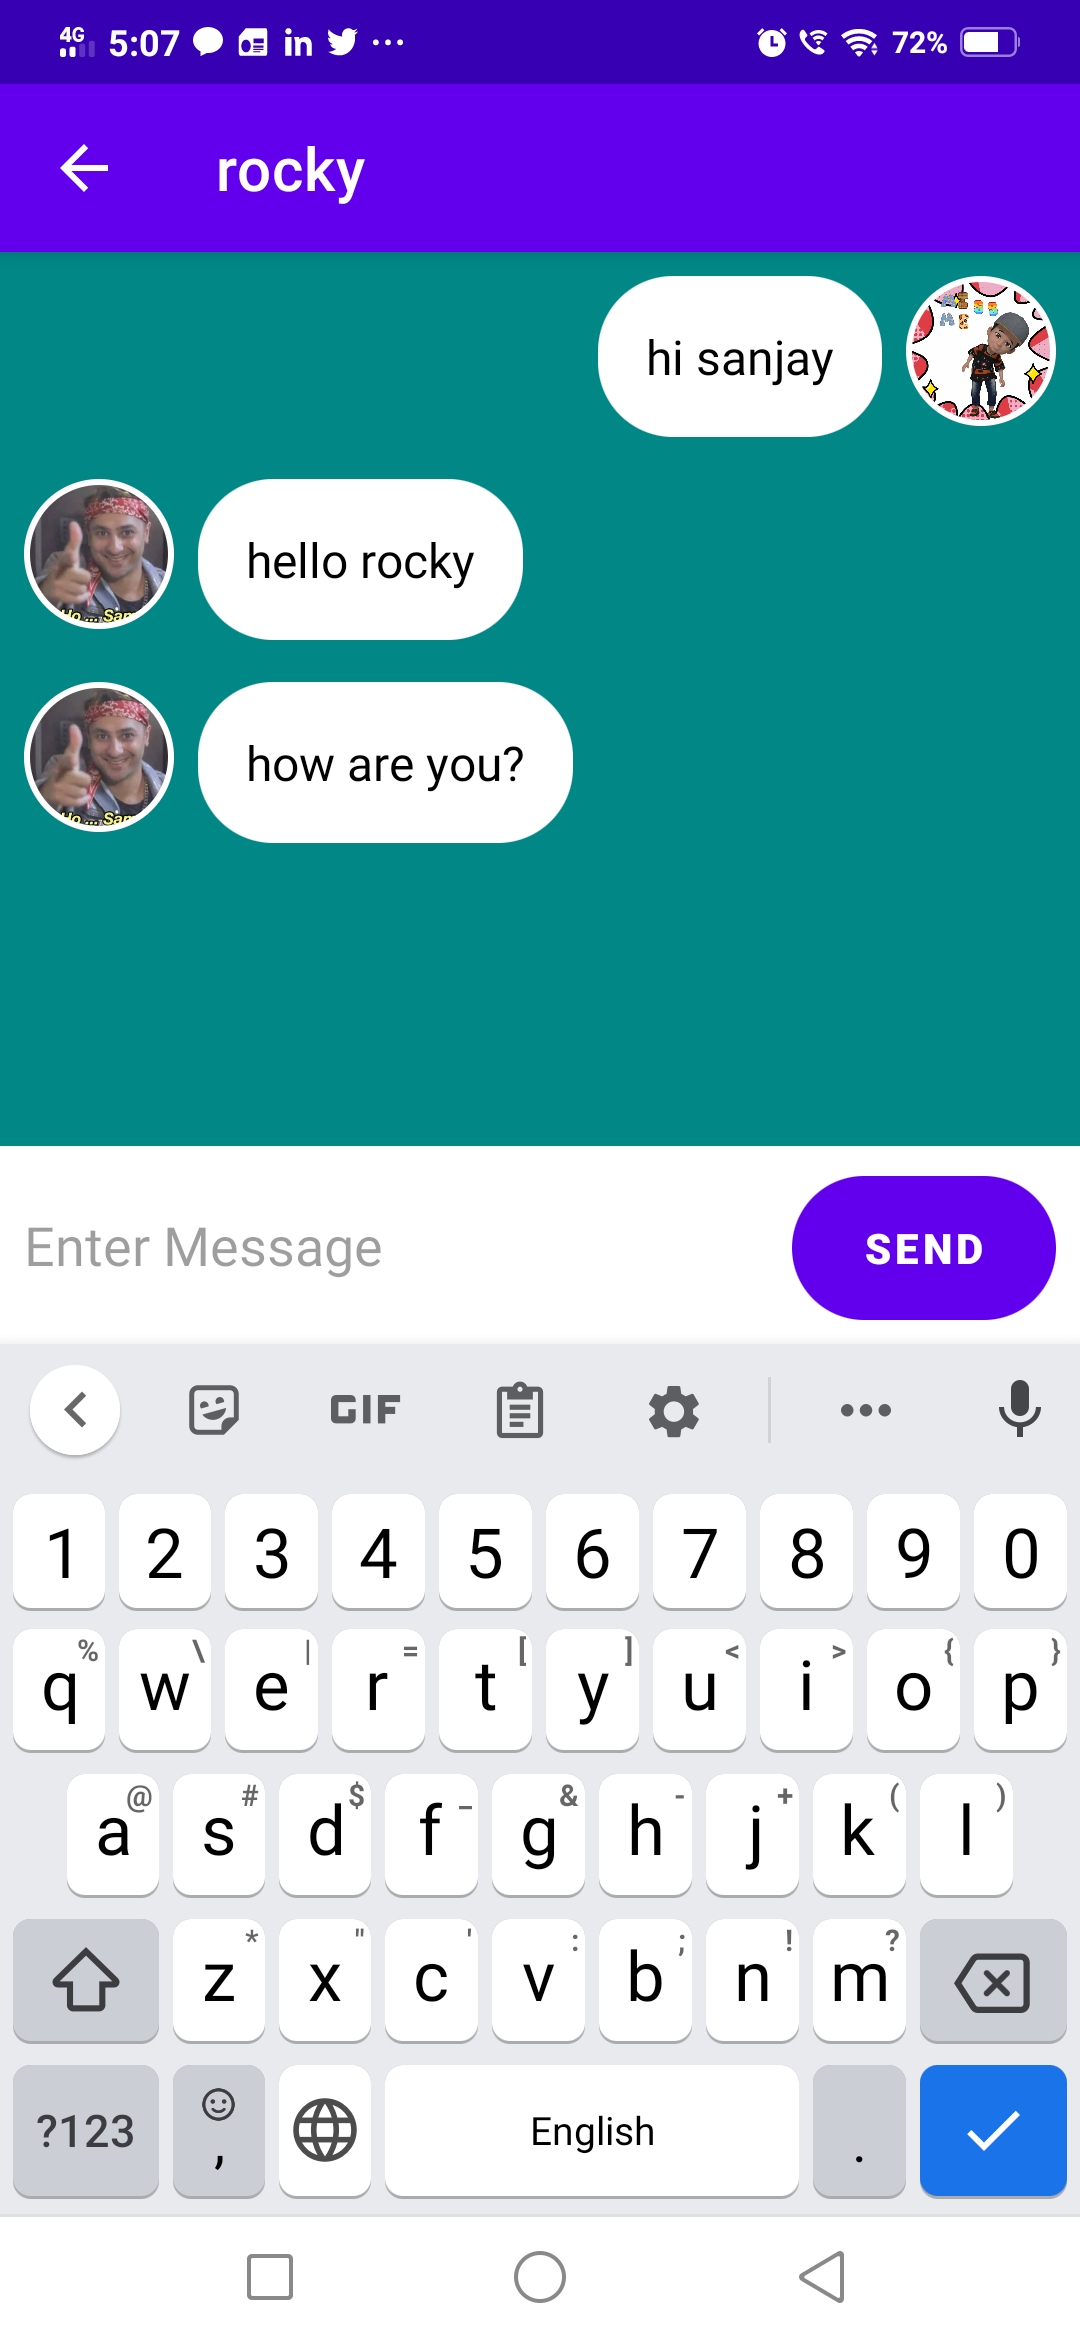 4G 5:07 in 72%
rocky
hi sanjay
hello rocky
how are you?
Enter Message
SEND
GIF
1 2 3 4 5 6 7 8 9 0
% \ | = [ ] < > { }
q w e r t y u i o p
@ # $ _ & - + ( )
a s d f g h j k l
* " ' : ; ! ?
z x c v b n m
?123 , English .